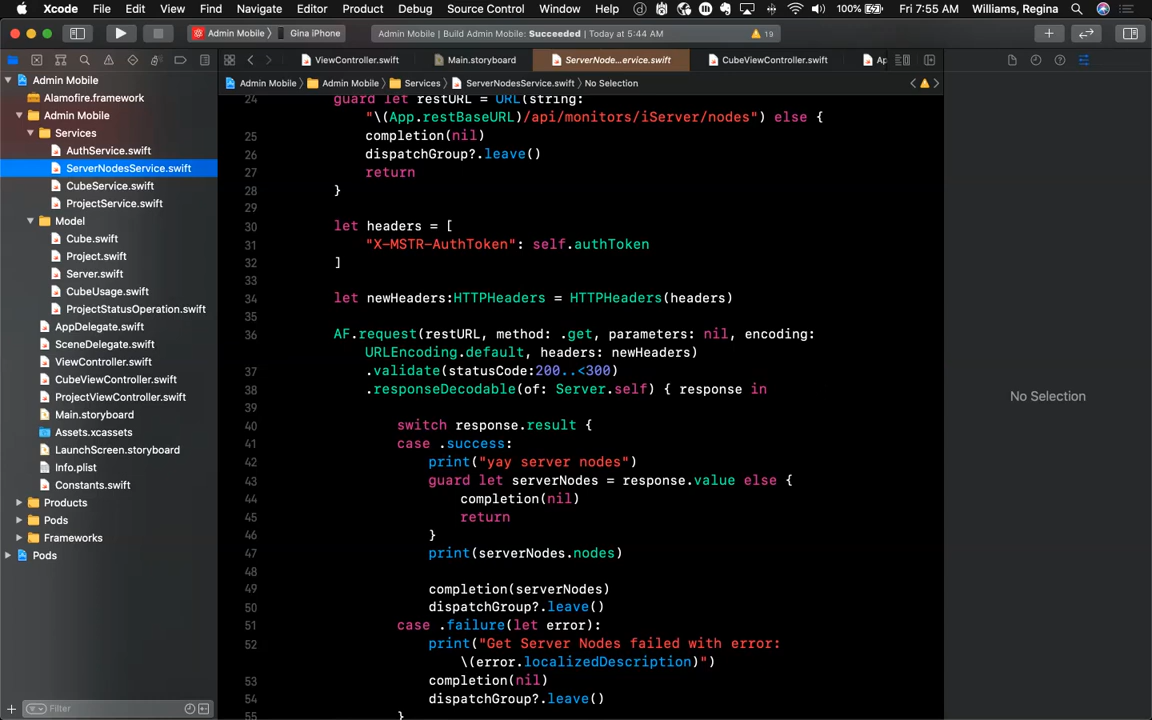 Xcode File Edit View Find Navigate Editor Product Debug Source Control Window Help 100% Fri 7:55 AM Williams, Regina
Admin Mobile Gina iPhone Admin Mobile | Build Admin Mobile: Succeeded | Today at 5:44 AM 19
ViewController.swift Main.storyboard ServerNode...ervice.swift CubeViewController.swift Ap
Admin Mobile Admin Mobile Services ServerNodesService.swift No Selection
Admin Mobile
Alamofire.framework
Admin Mobile
Services
AuthService.swift
ServerNodesService.swift
CubeService.swift
ProjectService.swift
Model
Cube.swift
Project.swift
Server.swift
CubeUsage.swift
ProjectStatusOperation.swift
AppDelegate.swift
SceneDelegate.swift
ViewController.swift
CubeViewController.swift
ProjectViewController.swift
Main.storyboard
Assets.xcassets
LaunchScreen.storyboard
Info.plist
Constants.swift
Products
Pods
Frameworks
Pods
Filter
24 guard let restURL = URL(string:
"\(App.restBaseURL)/api/monitors/iServer/nodes") else {
25 completion(nil)
26 dispatchGroup?.leave()
27 return
28 }
29
30 let headers = [
31 "X-MSTR-AuthToken": self.authToken
32 ]
33
34 let newHeaders:HTTPHeaders = HTTPHeaders(headers)
35
36 AF.request(restURL, method: .get, parameters: nil, encoding:
URLEncoding.default, headers: newHeaders)
37 .validate(statusCode:200..<300)
38 .responseDecodable(of: Server.self) { response in
39
40 switch response.result {
41 case .success:
42 print("yay server nodes")
43 guard let serverNodes = response.value else {
44 completion(nil)
45 return
46 }
47 print(serverNodes.nodes)
48
49 completion(serverNodes)
50 dispatchGroup?.leave()
51 case .failure(let error):
52 print("Get Server Nodes failed with error:
\(error.localizedDescription)")
53 completion(nil)
54 dispatchGroup?.leave()
55 }
No Selection